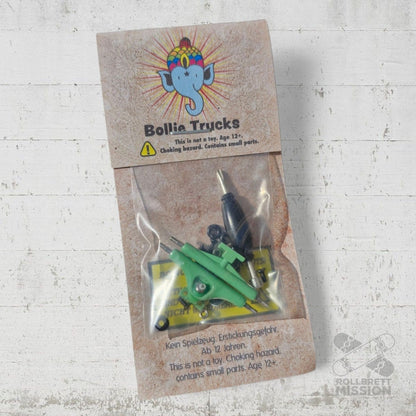 Bollie Trucks
This is not a toy. Age 12+.
Choking hazard. Contains small parts.
Kein Spielzeug. Erstickungsgefahr.
Ab 12 Jahren.
This is not a toy. Choking hazard,
contains small parts. Age 12+.
ROLLBRETT
MISSION